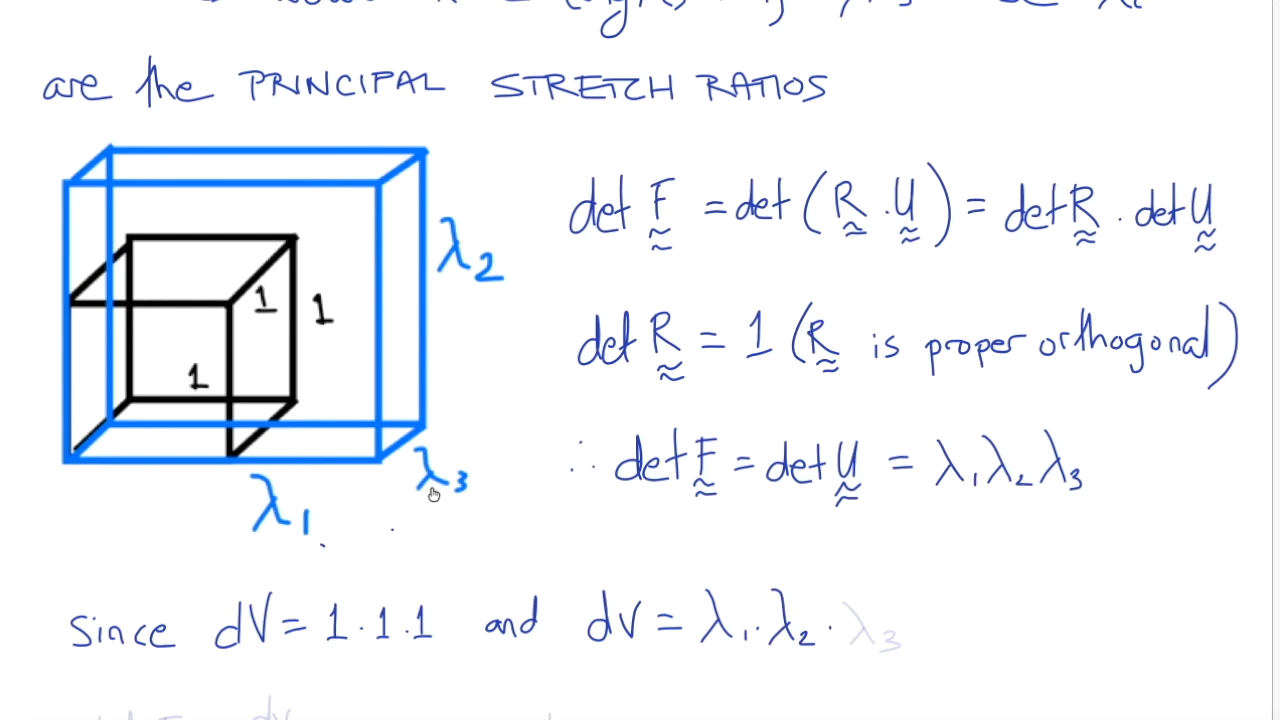 are the PRINCIPAL STRETCH RATIOS
det F = det (R . U) = det R . det U
λ2
1 1
1
det R = 1 (R is proper orthogonal)
∴ det F = det U = λ1 λ2 λ3
λ3
λ1
Since dV = 1 . 1 . 1 and dv = λ1 . λ2 . λ3
dv